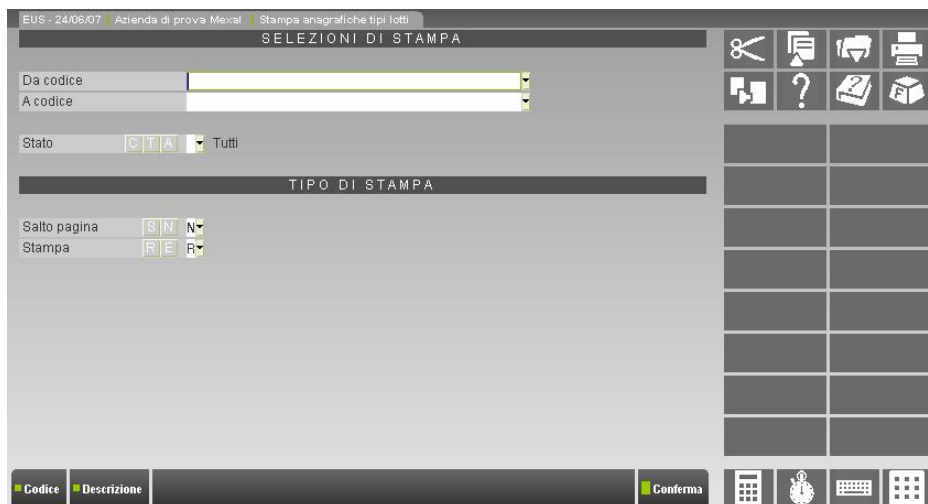 EUS - 24/06/07 Azienda di prova Mexal Stampa anagrafiche tipi lotti
SELEZIONI DI STAMPA
Da codice
A codice
Stato C T A Tutti
TIPO DI STAMPA
Salto pagina S N N
Stampa R E R
Codice Descrizione Conferma